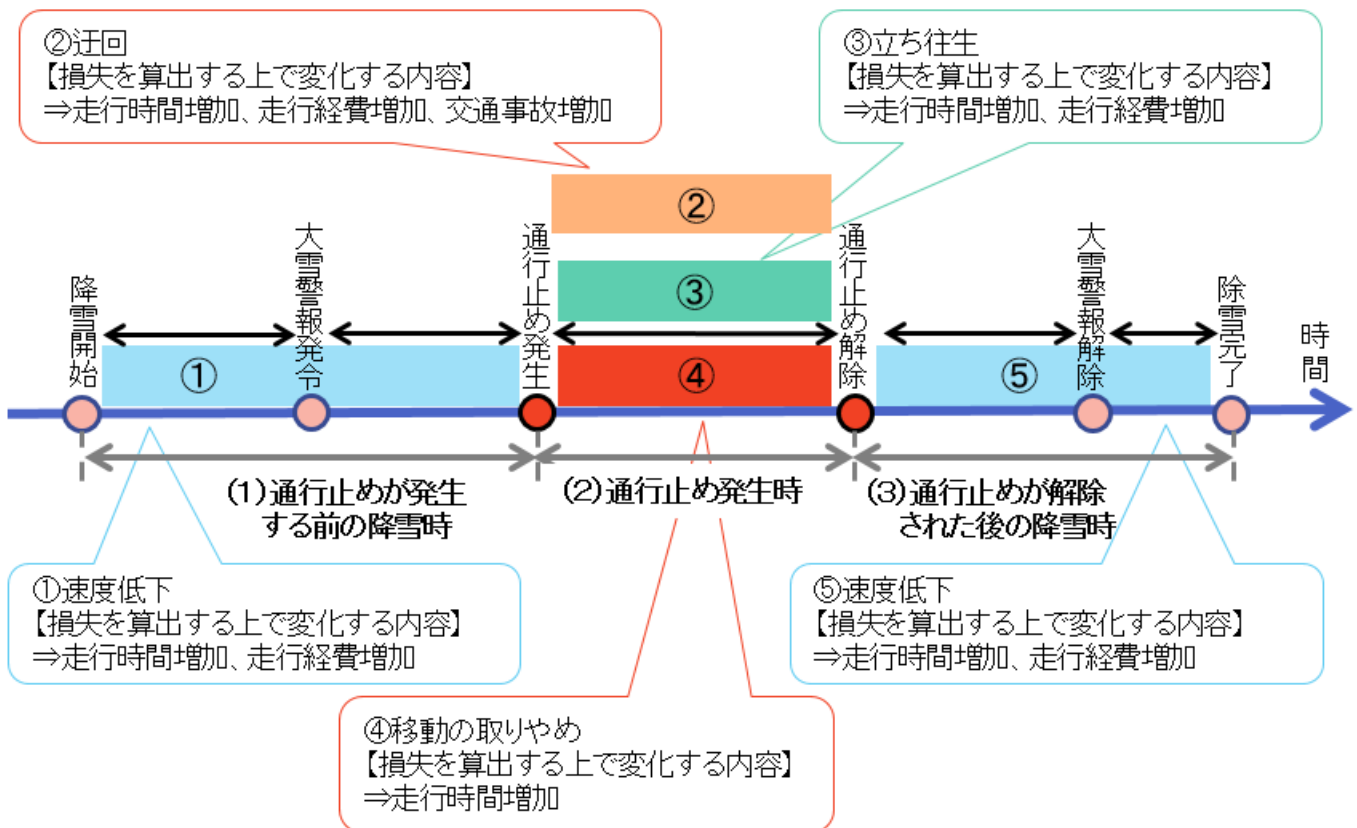 ②迂回
【損失を算出する上で変化する内容】
⇒走行時間増加、走行経費増加、交通事故増加
③立ち往生
【損失を算出する上で変化する内容】
⇒走行時間増加、走行経費増加
②
③
①
④
⑤
降雪開始
大雪警報発令
通行止め発生
通行止め解除
大雪警報解除
除雪完了
時間
(1)通行止めが発生
する前の降雪時
(2)通行止め発生時
(3)通行止めが解除
された後の降雪時
①速度低下
【損失を算出する上で変化する内容】
⇒走行時間増加、走行経費増加
⑤速度低下
【損失を算出する上で変化する内容】
⇒走行時間増加、走行経費増加
④移動の取りやめ
【損失を算出する上で変化する内容】
⇒走行時間増加